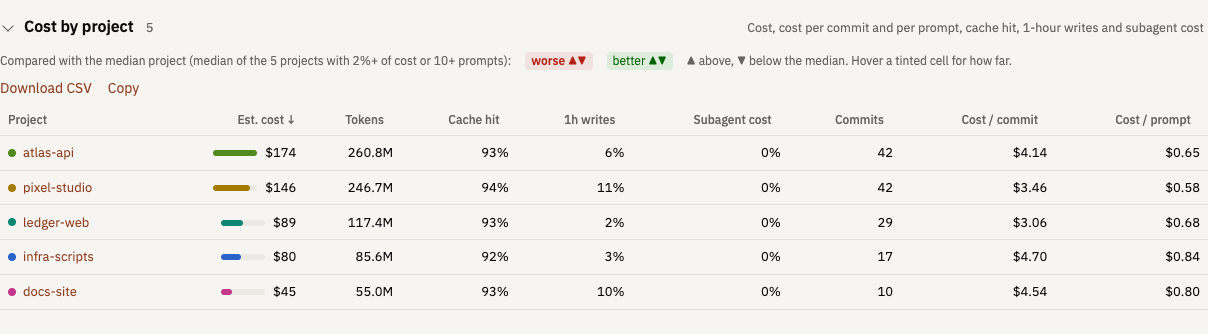 Cost by project 5
Cost, cost per commit and per prompt, cache hit, 1-hour writes and subagent cost
Compared with the median project (median of the 5 projects with 2%+ of cost or 10+ prompts): worse ▲▼ better ▲▼ ▲ above, ▼ below the median. Hover a tinted cell for how far.
Download CSV Copy
Project Est. cost ↓ Tokens Cache hit 1h writes Subagent cost Commits Cost / commit Cost / prompt
atlas-api $174 260.8M 93% 6% 0% 42 $4.14 $0.65
pixel-studio $146 246.7M 94% 11% 0% 42 $3.46 $0.58
ledger-web $89 117.4M 93% 2% 0% 29 $3.06 $0.68
infra-scripts $80 85.6M 92% 3% 0% 17 $4.70 $0.84
docs-site $45 55.0M 93% 10% 0% 10 $4.54 $0.80